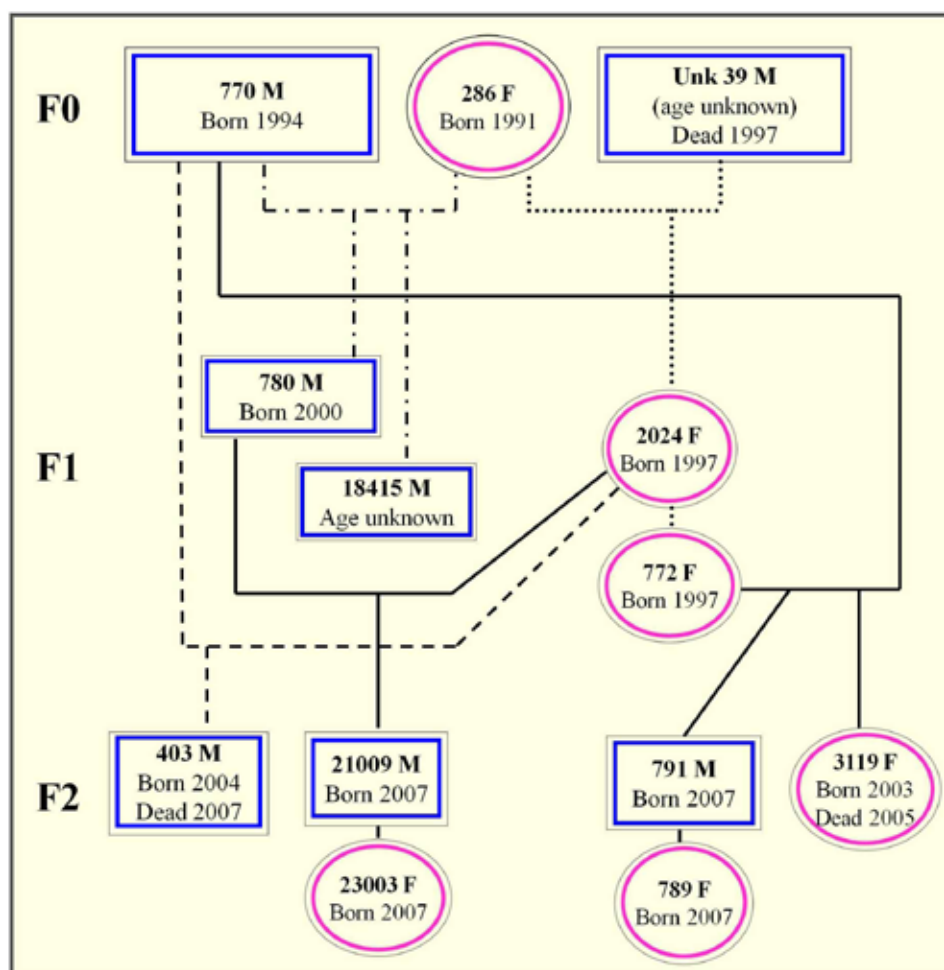 F0
770 M
Born 1994
286 F
Born 1991
Unk 39 M
(age unknown)
Dead 1997
F1
780 M
Born 2000
18415 M
Age unknown
2024 F
Born 1997
772 F
Born 1997
F2
403 M
Born 2004
Dead 2007
21009 M
Born 2007
23003 F
Born 2007
791 M
Born 2007
789 F
Born 2007
3119 F
Born 2003
Dead 2005